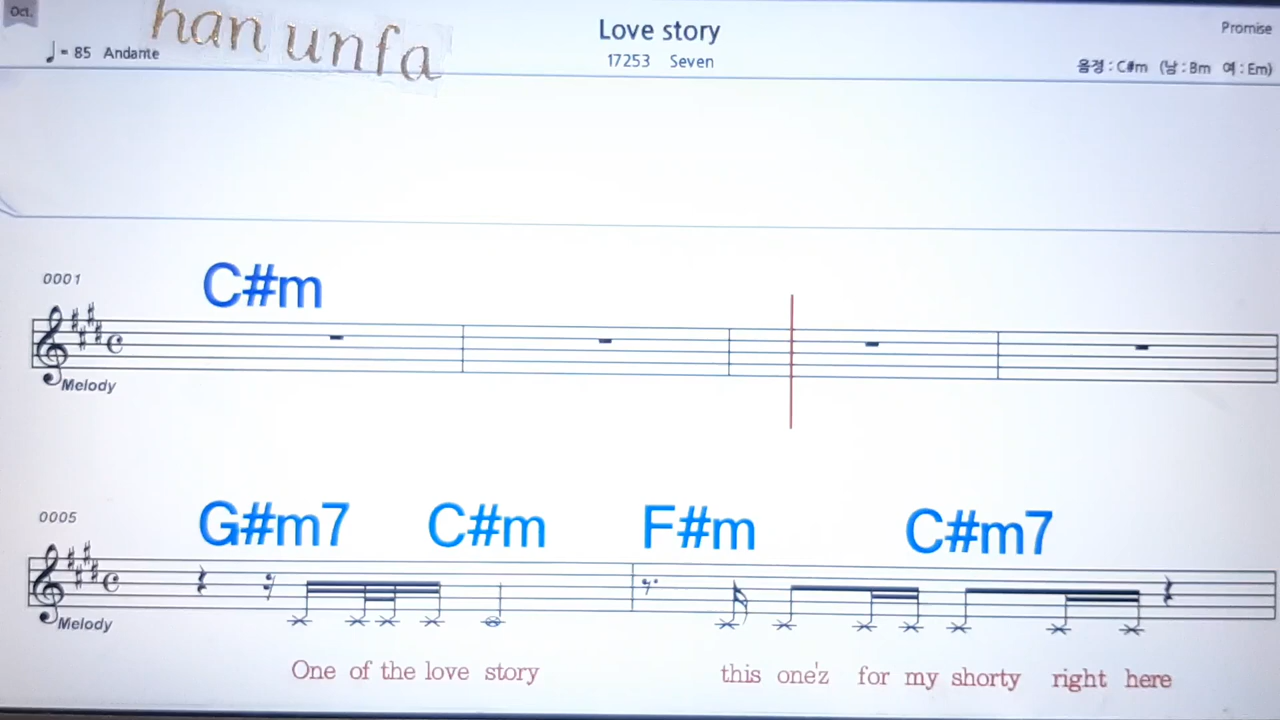 Oct.
han unfa
Love story
Promise
♩= 85 Andante
17253 Seven
음정 : C#m (남 : Bm 여 : Em)
0001
C#m
Melody
0005
G#m7 C#m F#m C#m7
Melody
One of the love story this one'z for my shorty right here